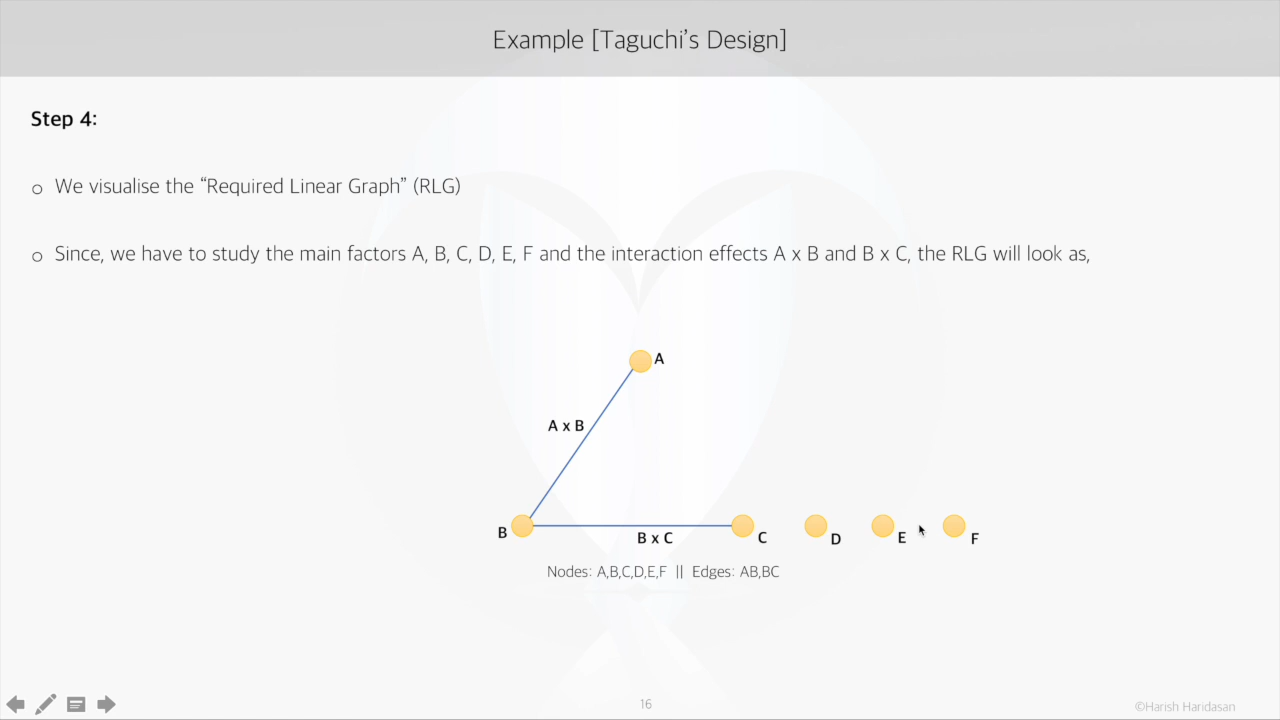 Example [Taguchi's Design]
Step 4:
o We visualise the “Required Linear Graph” (RLG)
o Since, we have to study the main factors A, B, C, D, E, F and the interaction effects A x B and B x C, the RLG will look as,
A
A x B
B
B x C
C
D
E
F
Nodes: A,B,C,D,E,F || Edges: AB,BC
16
©Harish Haridasan